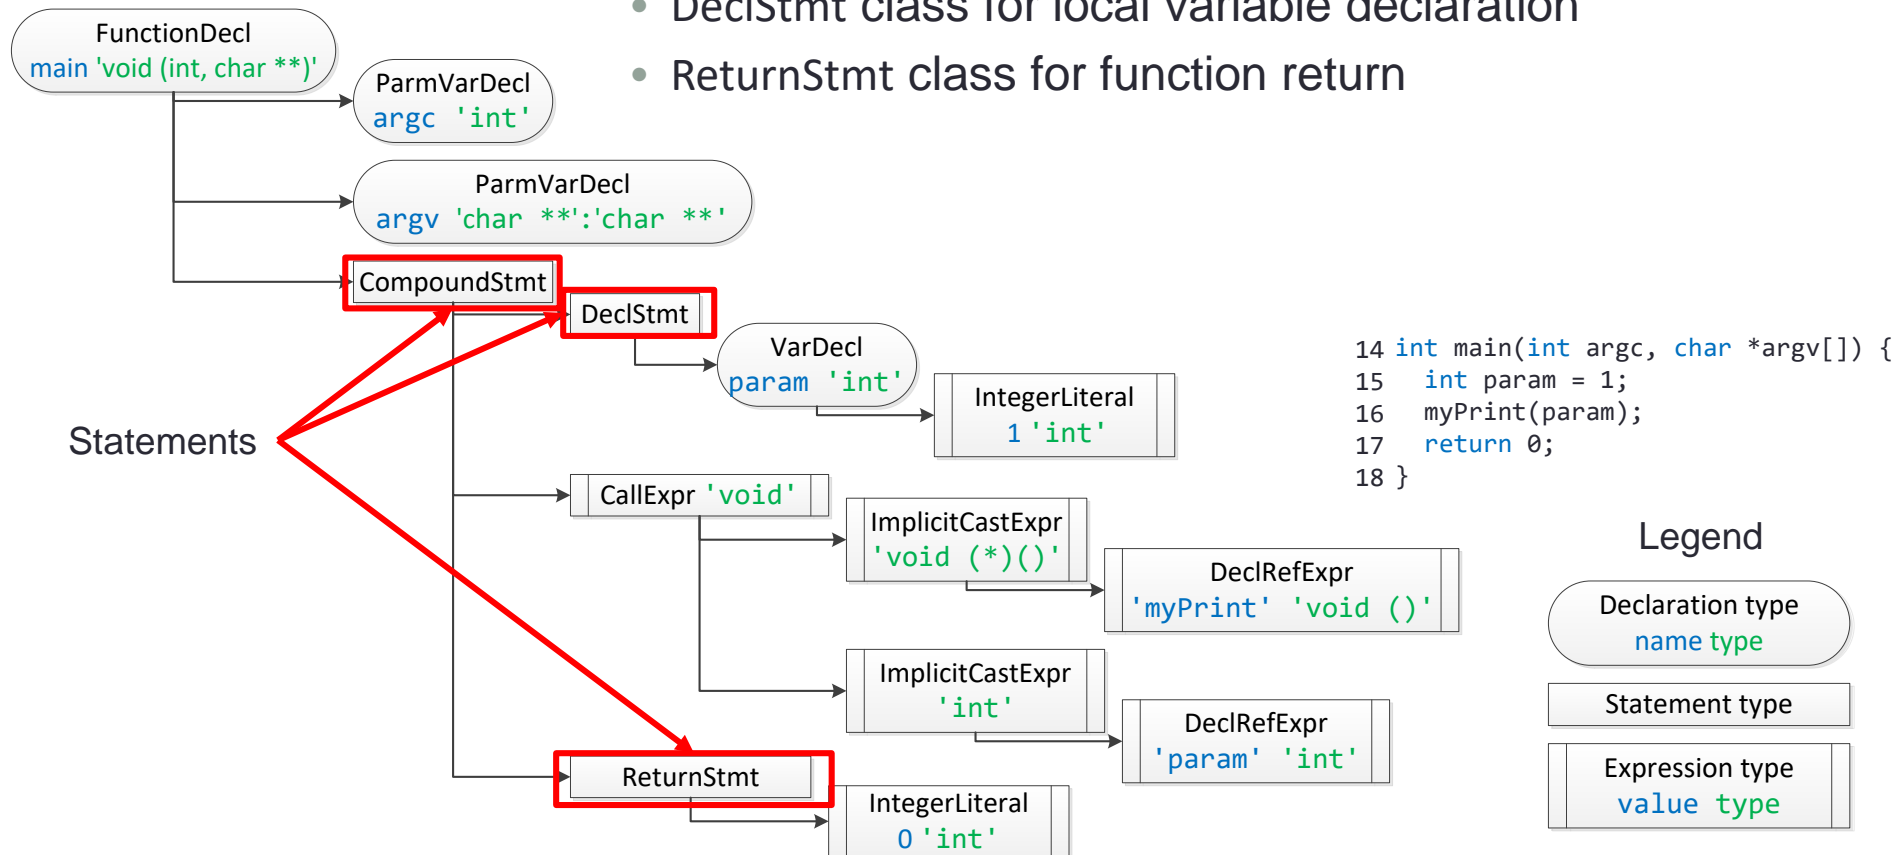 • DeclStmt class for local variable declaration
• ReturnStmt class for function return
FunctionDecl
main 'void (int, char **)'
ParmVarDecl
argc 'int'
ParmVarDecl
argv 'char **':'char **'
CompoundStmt
DeclStmt
VarDecl
param 'int'
IntegerLiteral
1 'int'
Statements
CallExpr 'void'
ImplicitCastExpr
'void (*)()'
DeclRefExpr
'myPrint' 'void ()'
ImplicitCastExpr
'int'
DeclRefExpr
'param' 'int'
ReturnStmt
IntegerLiteral
0 'int'
14 int main(int argc, char *argv[]) {
15 int param = 1;
16 myPrint(param);
17 return 0;
18 }
Legend
Declaration type
name type
Statement type
Expression type
value type